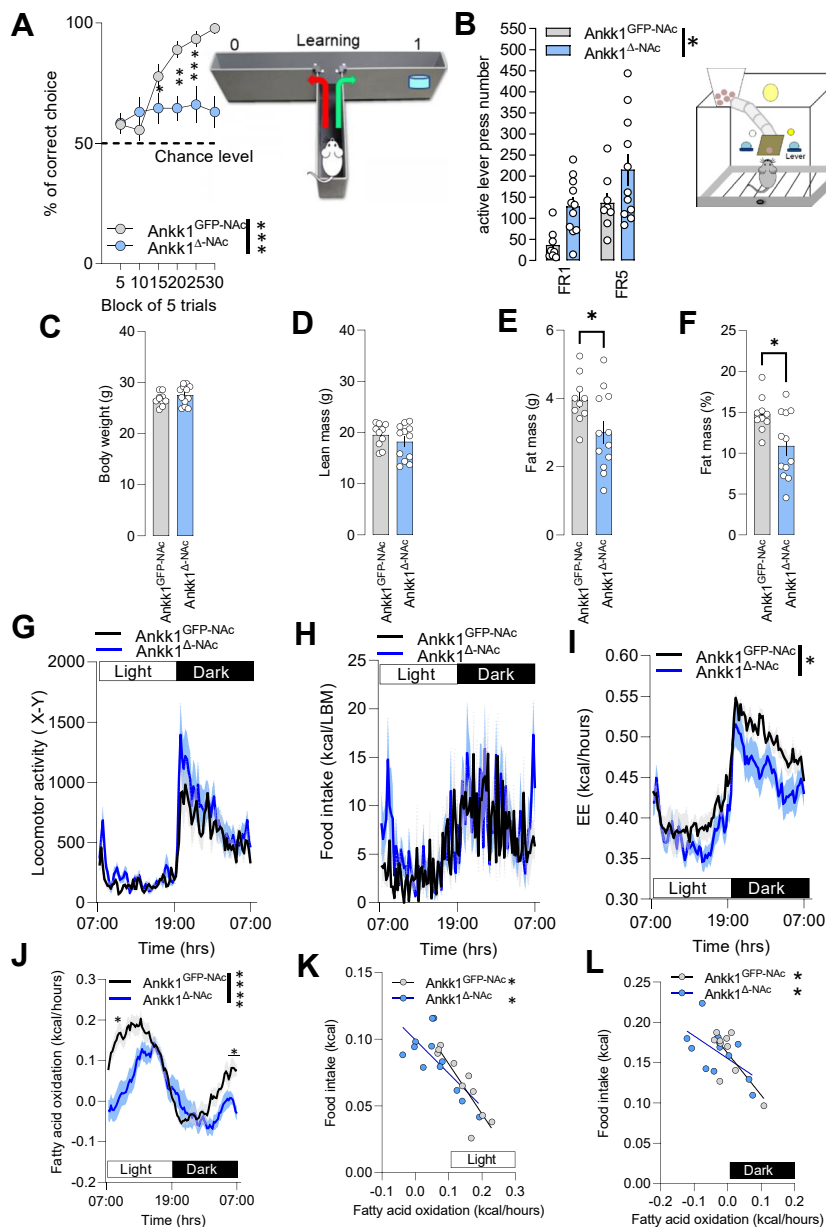 A
100
50
0
% of correct choice
* ** ***
Chance level
Ankk1GFP-NAc
Ankk1Δ-NAc
***
5 1015202530
Block of 5 trials
0 Learning 1
B
550
500
450
400
350
300
250
200
150
100
50
0
active lever press number
Ankk1GFP-NAc
Ankk1Δ-NAc
*
FR1 FR5
Lever
C
40
30
20
10
0
Body weight (g)
Ankk1GFP-NAc
Ankk1Δ-NAc
D
40
30
20
10
0
Lean mass (g)
Ankk1GFP-NAc
Ankk1Δ-NAc
E
6
4
2
0
Fat mass (g)
*
Ankk1GFP-NAc
Ankk1Δ-NAc
F
25
20
15
10
5
0
Fat mass (%)
*
Ankk1GFP-NAc
Ankk1Δ-NAc
G
Ankk1GFP-NAc
Ankk1Δ-NAc
2000
1500
1000
500
0
Locomotor activity ( X-Y)
Light Dark
07:00 19:00 07:00
Time (hrs)
H
Ankk1GFP-NAc
Ankk1Δ-NAc
25
20
15
10
5
0
Food intake (kcal/LBM)
Light Dark
07:00 19:00 07:00
Time (hrs)
I
Ankk1GFP-NAc
Ankk1Δ-NAc
*
0.60
0.55
0.50
0.45
0.40
0.35
0.30
EE (kcal/hours)
Light Dark
07:00 19:00 07:00
Time (hrs)
J
Ankk1GFP-NAc
Ankk1Δ-NAc
****
0.3
0.2
0.1
0.0
-0.1
-0.2
Fatty acid oxidation (kcal/hours)
* *
Light Dark
07:00 19:00 07:00
Time (hrs)
K
Ankk1GFP-NAc *
Ankk1Δ-NAc *
0.15
0.10
0.05
0.00
Food intake (kcal)
Light
-0.1 0.0 0.1 0.2 0.3
Fatty acid oxidation (kcal/hours)
L
Ankk1GFP-NAc *
Ankk1Δ-NAc *
0.25
0.20
0.15
0.10
0.05
0.00
Food intake (kcal)
Dark
-0.2 -0.1 0.0 0.1 0.2
Fatty acid oxidation (kcal/hours)